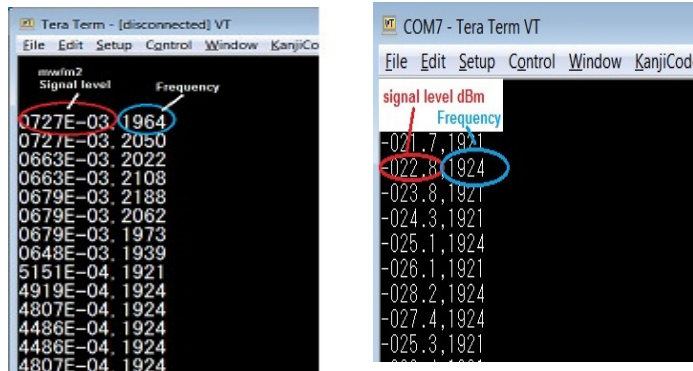 Tera Term - [disconnected] VT
File Edit Setup Control Window KanjiCo
mw/m2
Signal level
Frequency
0727E-03, 1964
0727E-03, 2050
0663E-03, 2022
0663E-03, 2108
0679E-03, 2188
0679E-03, 2062
0679E-03, 1973
0648E-03, 1939
5151E-04, 1921
4919E-04, 1924
4807E-04, 1924
4486E-04, 1924
4486E-04, 1924
4807E-04, 1924
COM7 - Tera Term VT
File Edit Setup Control Window KanjiCod
signal level dBm
Frequency
-021.7,1921
-022.8,1924
-023.8,1921
-024.3,1921
-025.1,1924
-026.1,1921
-028.2,1924
-027.4,1924
-025.3,1921